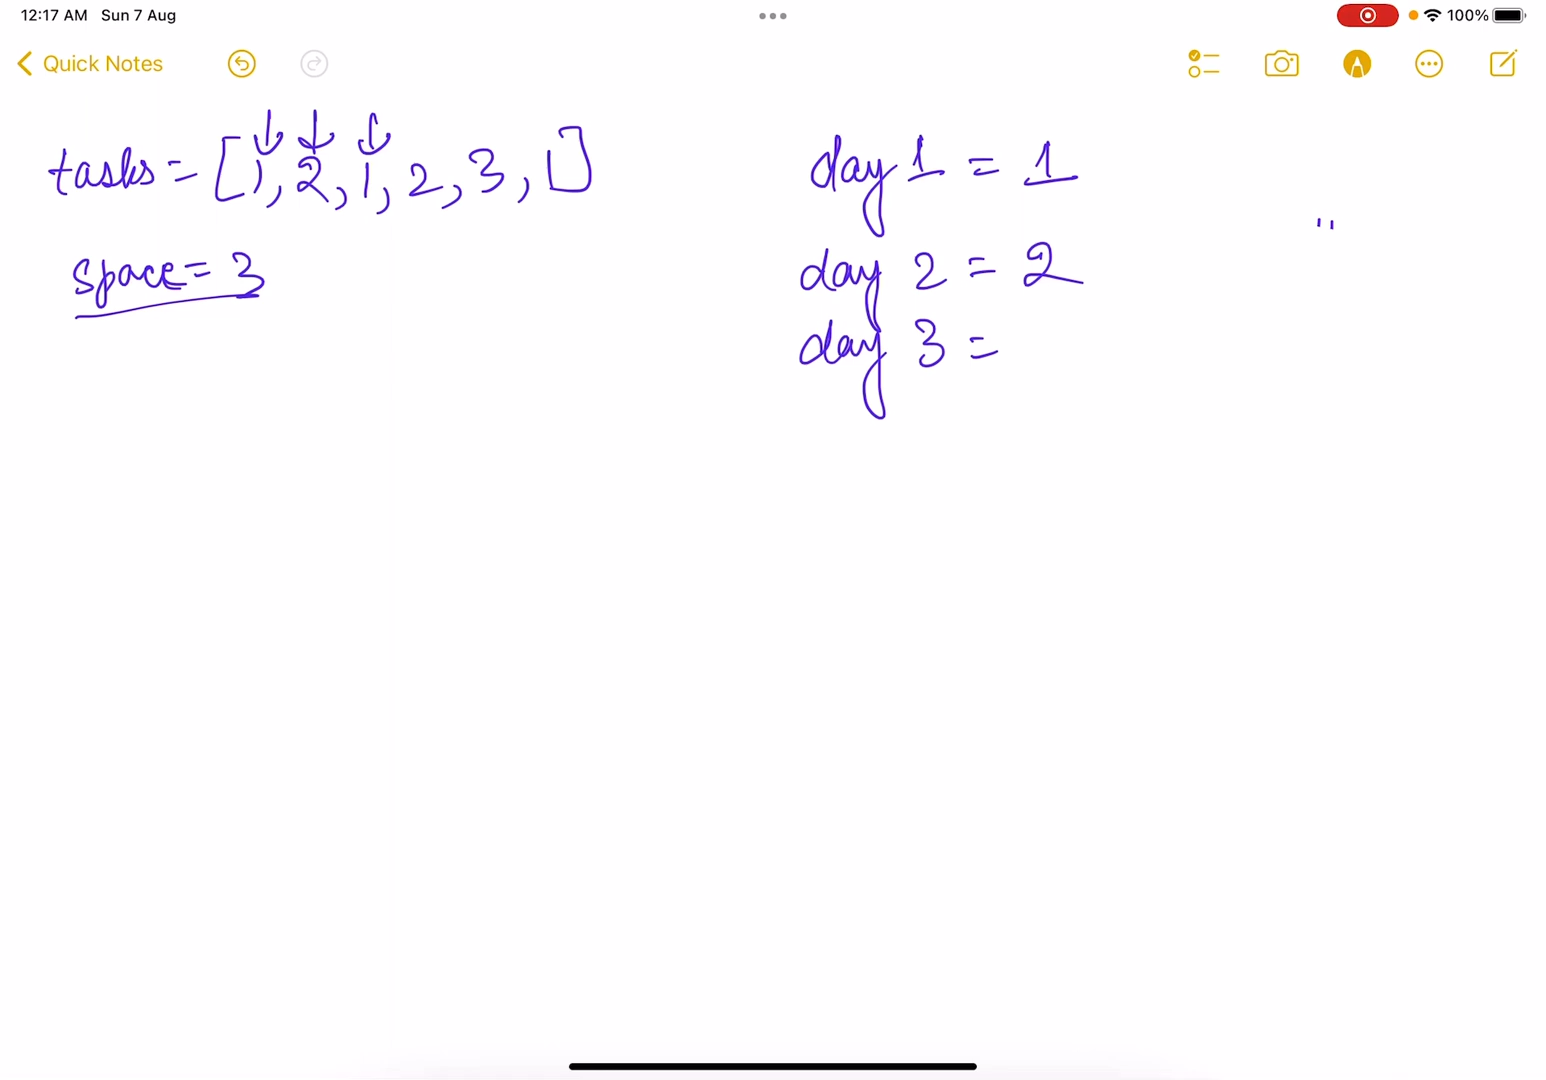 12:17 AM Sun 7 Aug
100%
Quick Notes
tasks = [1, 2, 1, 2, 3, 1]
space = 3
day 1 = 1
day 2 = 2
day 3 =